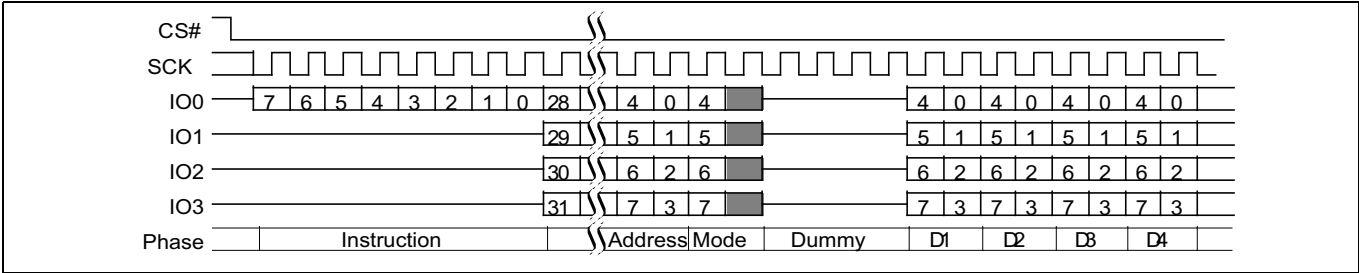 CS#
SCK
IO0 7 6 5 4 3 2 1 0 28 4 0 4 4 0 4 0 4 0 4 0
IO1 29 5 1 5 5 1 5 1 5 1 5 1
IO2 30 6 2 6 6 2 6 2 6 2 6 2
IO3 31 7 3 7 7 3 7 3 7 3 7 3
Phase Instruction Address Mode Dummy D1 D2 D3 D4